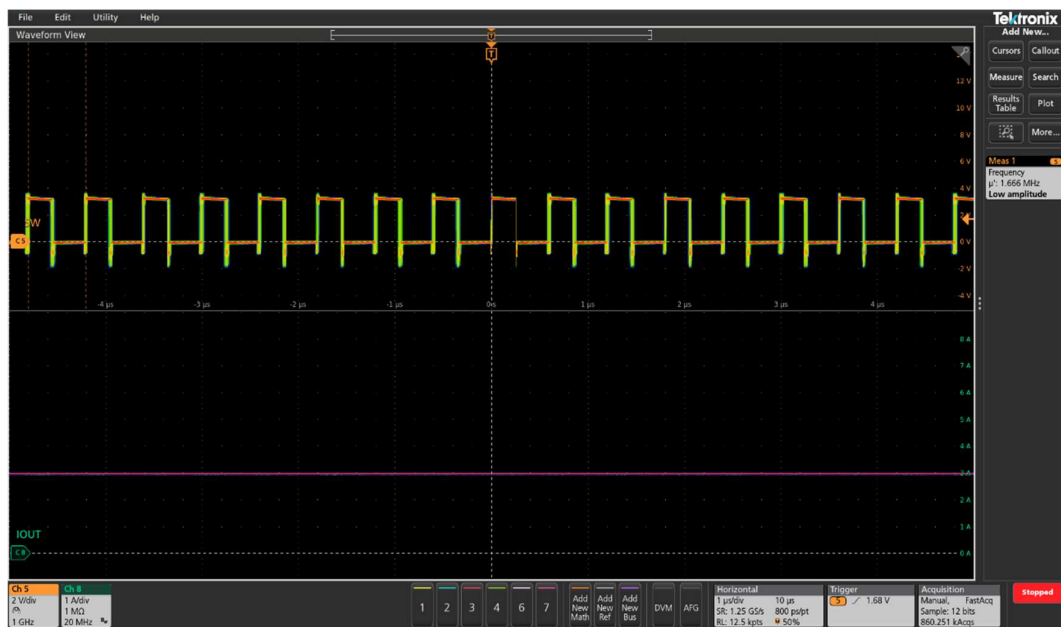 File Edit Utility Help
Tektronix
Waveform View
Add New...
Cursors Callout
Measure Search
Results Table Plot
More...
Meas 1 5
Frequency
µ': 1.666 MHz
Low amplitude
T
T
12 V
10 V
8 V
6 V
4 V
0 V
-2 V
-4 V
SW
C 5
-4 µs -3 µs -2 µs -1 µs 0 s 1 µs 2 µs 3 µs 4 µs
8 A
7 A
6 A
5 A
4 A
3 A
2 A
1 A
0 A
IOUT
C 8
Ch 5
2 V/div
1 GHz
Ch 8
1 A/div
1 MΩ
20 MHz
1 2 3 4 6 7
Add New Math
Add New Ref
Add New Bus
DVM AFG
Horizontal
1 µs/div 10 µs
SR: 1.25 GS/s 800 ps/pt
RL: 12.5 kpts 50%
Trigger
5 1.68 V
Acquisition
Manual, FastAcq
Sample: 12 bits
860.251 kAcqs
Stopped